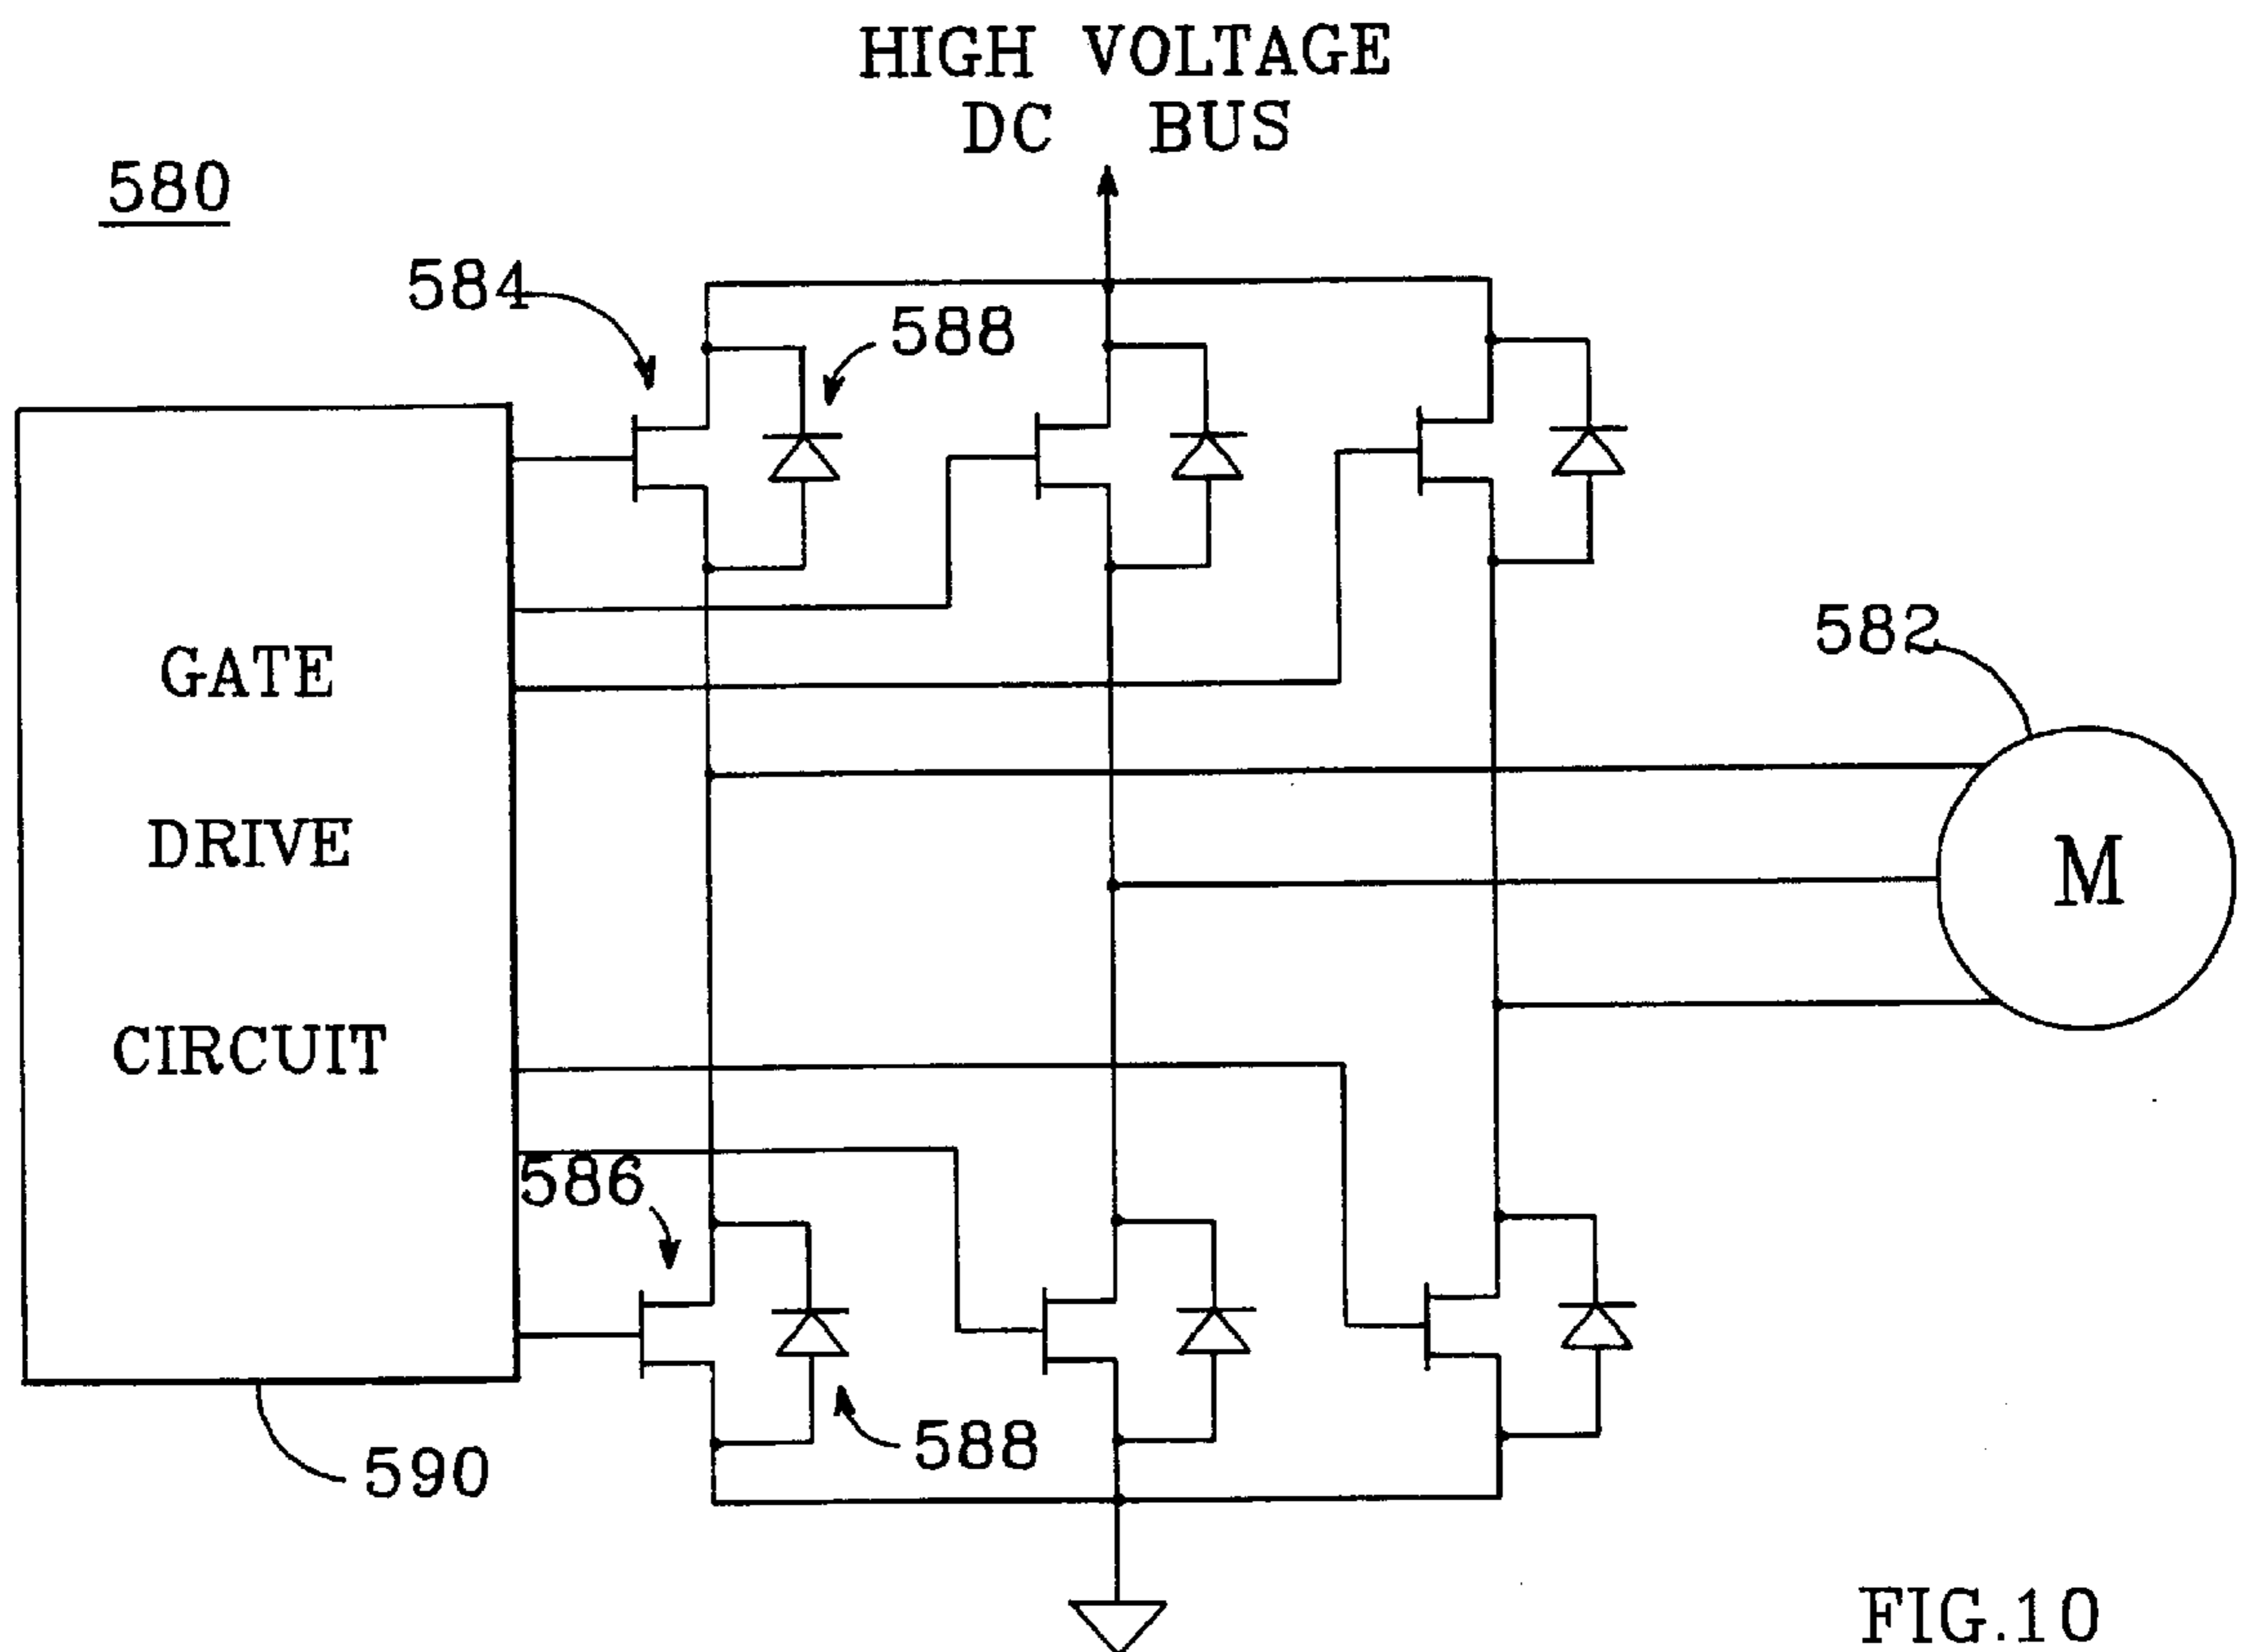 HIGH VOLTAGE
DC BUS
580
584
588
582
GATE
DRIVE
CIRCUIT
M
586
588
590
FIG.10